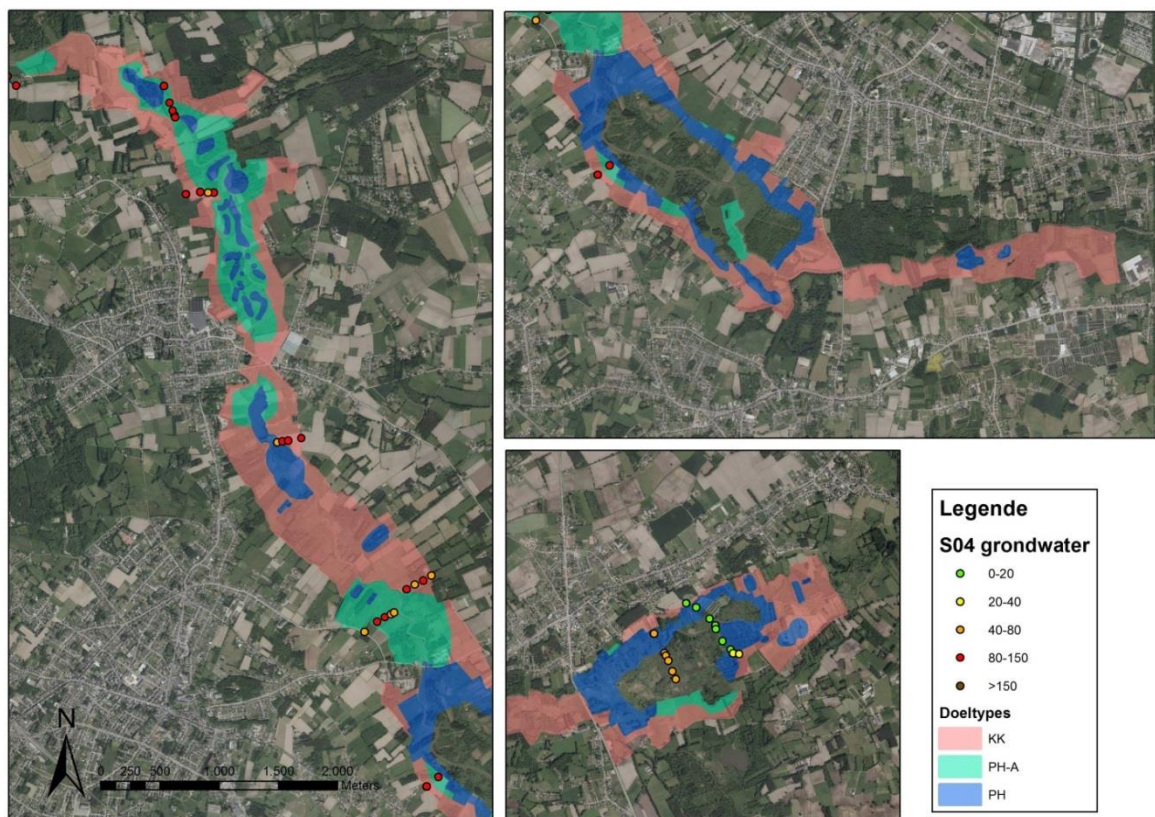 N
0 250 500 1.000 1.500 2.000
Meters
Legende
S04 grondwater
0-20
20-40
40-80
80-150
>150
Doeltypes
KK
PH-A
PH